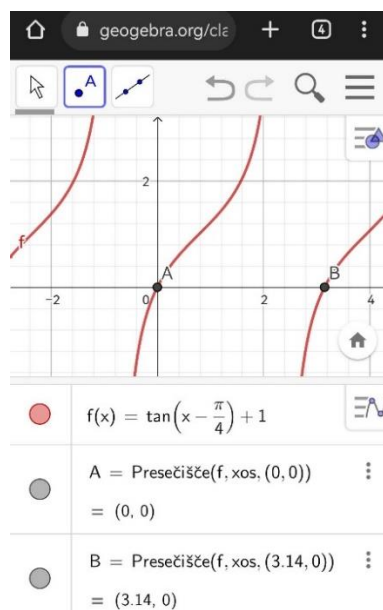 geogebra.org/cla
4
A
2
f
A
B
−2
0
2
4
f(x) = tan(x − π/4) + 1
A = Presečišče(f, xos, (0, 0))
= (0, 0)
B = Presečišče(f, xos, (3.14, 0))
= (3.14, 0)